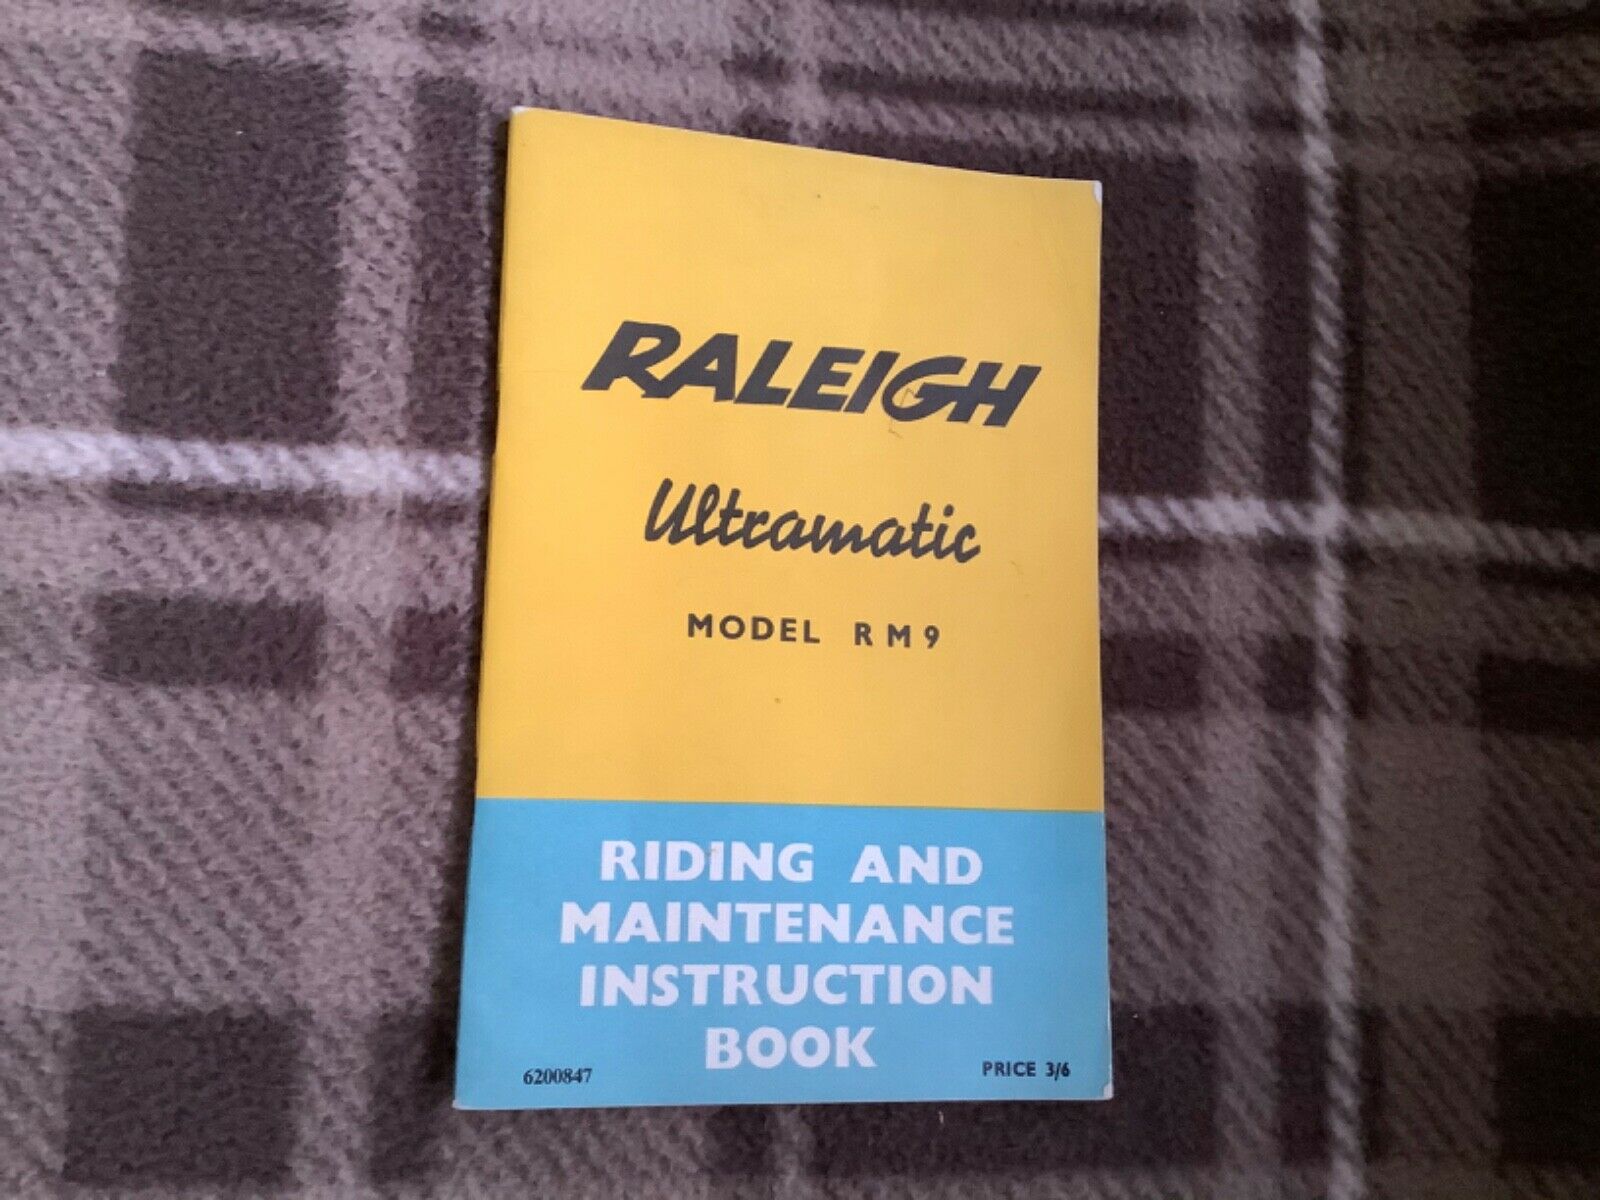 RALEIGH
Ultramatic
MODEL RM9
RIDING AND
MAINTENANCE
INSTRUCTION
BOOK
6200847
PRICE 3/6